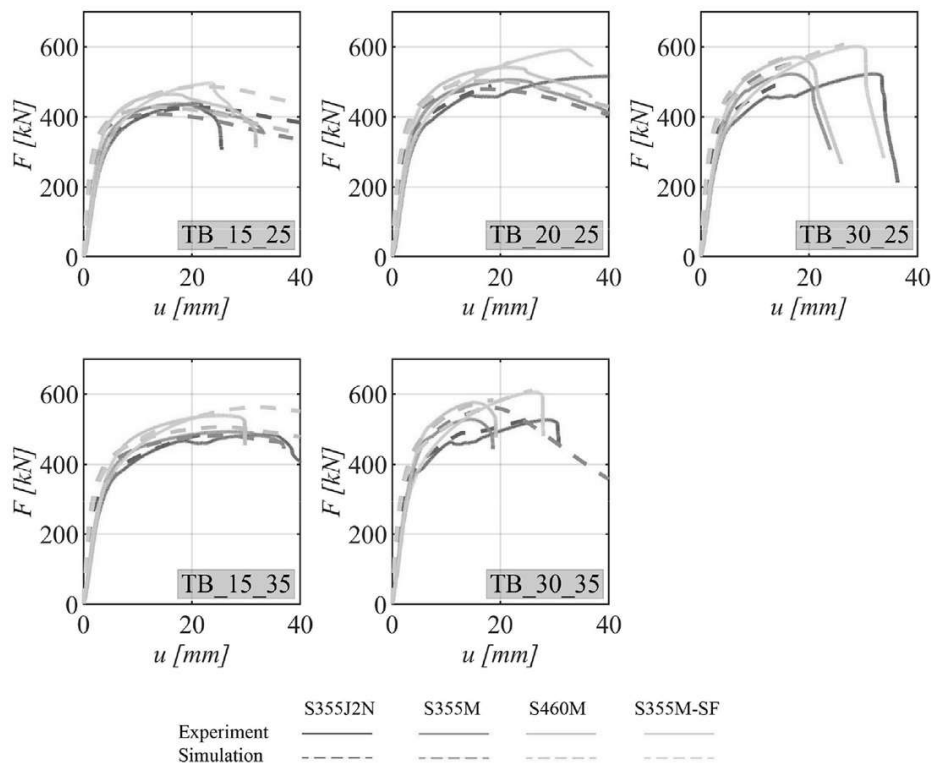 600
400
200
0
F [kN]
TB_15_25
0 20 40
u [mm]
600
400
200
0
F [kN]
TB_20_25
0 20 40
u [mm]
600
400
200
0
F [kN]
TB_30_25
0 20 40
u [mm]
600
400
200
0
F [kN]
TB_15_35
0 20 40
u [mm]
600
400
200
0
F [kN]
TB_30_35
0 20 40
u [mm]
S355J2N S355M S460M S355M-SF
Experiment
Simulation